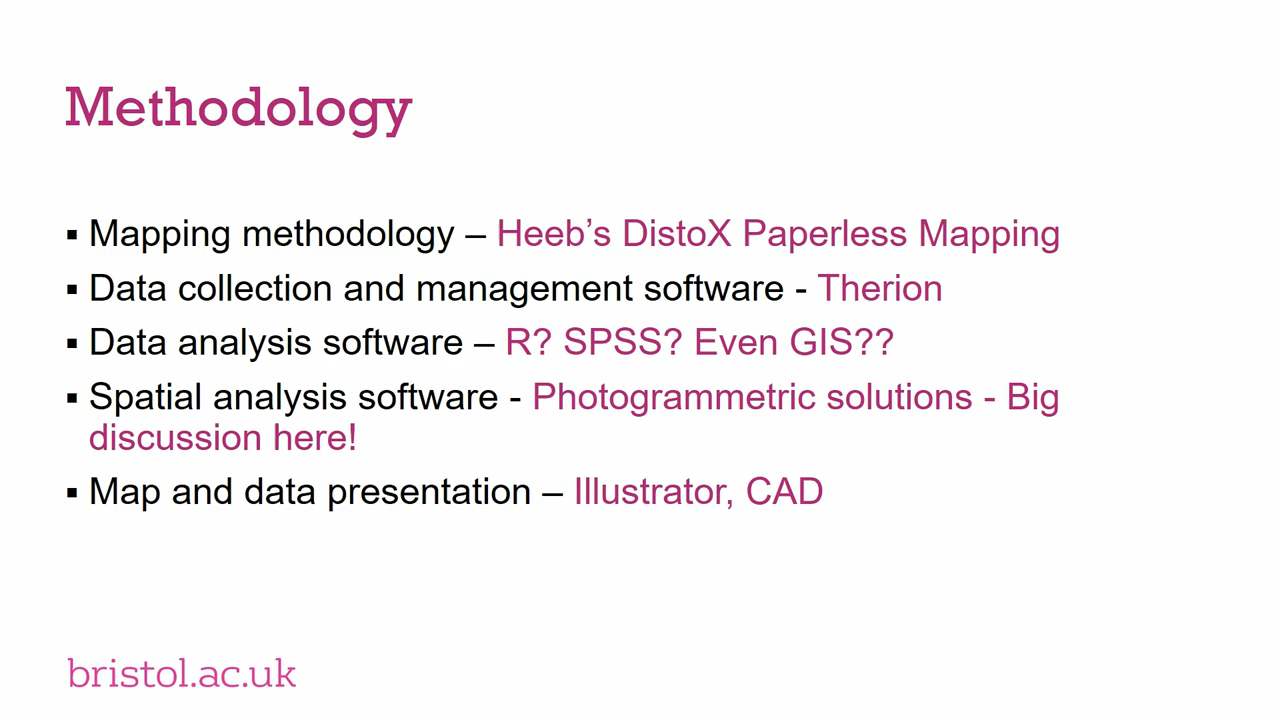 Methodology
▪ Mapping methodology – Heeb’s DistoX Paperless Mapping
▪ Data collection and management software - Therion
▪ Data analysis software – R? SPSS? Even GIS??
▪ Spatial analysis software - Photogrammetric solutions - Big
discussion here!
▪ Map and data presentation – Illustrator, CAD
bristol.ac.uk